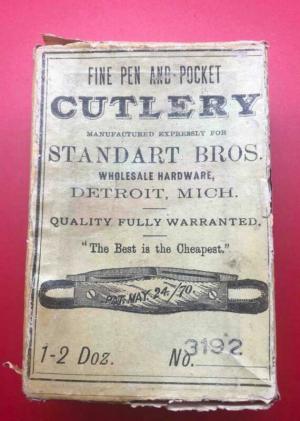 FINE PEN AND POCKET
CUTLERY
MANUFACTURED EXPRESSLY FOR
STANDART BROS.
WHOLESALE HARDWARE,
DETROIT, MICH.
QUALITY FULLY WARRANTED.
"The Best is the Cheapest."
PAT. MAY. 24./70.
1-2 Doz. No. 3192